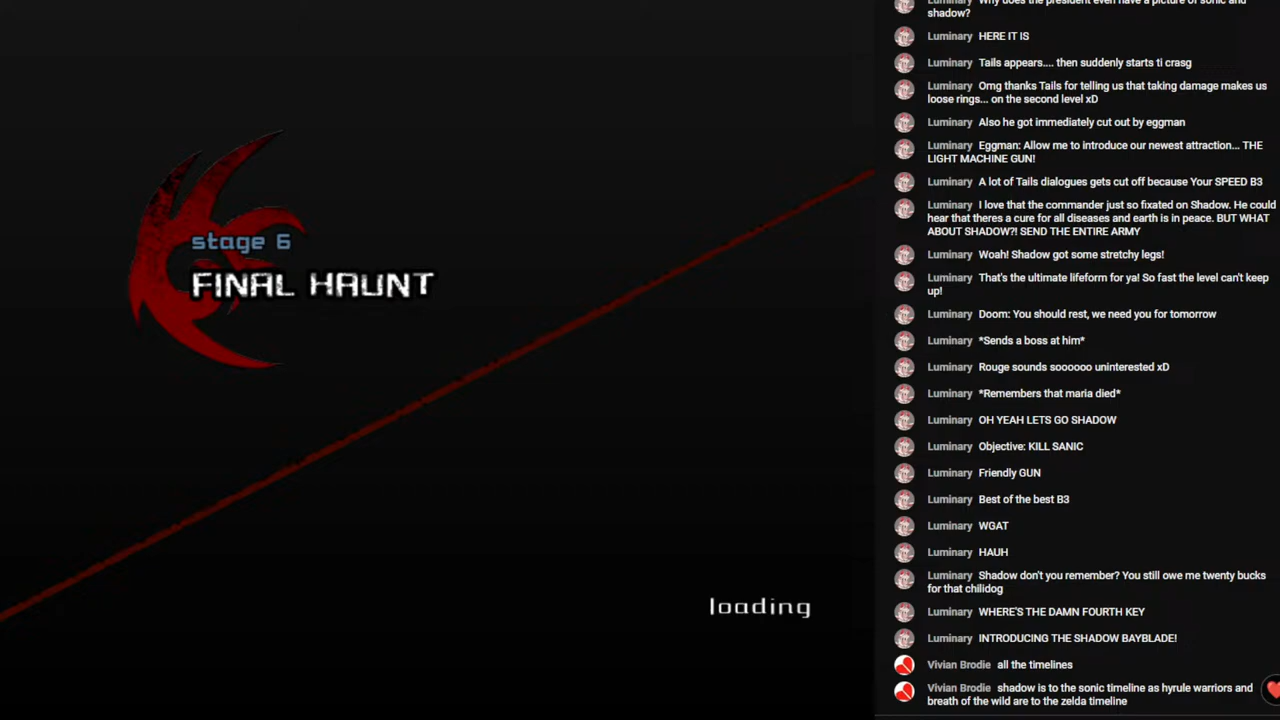 stage 6
FINAL HAUNT
loading
Luminary Why does the president even have a picture of sonic and
shadow?
Luminary HERE IT IS
Luminary Tails appears.... then suddenly starts ti crasg
Luminary Omg thanks Tails for telling us that taking damage makes us
loose rings... on the second level xD
Luminary Also he got immediately cut out by eggman
Luminary Eggman: Allow me to introduce our newest attraction... THE
LIGHT MACHINE GUN!
Luminary A lot of Tails dialogues gets cut off because Your SPEED B3
Luminary I love that the commander just so fixated on Shadow. He could
hear that theres a cure for all diseases and earth is in peace. BUT WHAT
ABOUT SHADOW?! SEND THE ENTIRE ARMY
Luminary Woah! Shadow got some stretchy legs!
Luminary That's the ultimate lifeform for ya! So fast the level can't keep
up!
Luminary Doom: You should rest, we need you for tomorrow
Luminary *Sends a boss at him*
Luminary Rouge sounds soooooo uninterested xD
Luminary *Remembers that maria died*
Luminary OH YEAH LETS GO SHADOW
Luminary Objective: KILL SANIC
Luminary Friendly GUN
Luminary Best of the best B3
Luminary WGAT
Luminary HAUH
Luminary Shadow don't you remember? You still owe me twenty bucks
for that chilidog
Luminary WHERE'S THE DAMN FOURTH KEY
Luminary INTRODUCING THE SHADOW BAYBLADE!
Vivian Brodie all the timelines
Vivian Brodie shadow is to the sonic timeline as hyrule warriors and
breath of the wild are to the zelda timeline